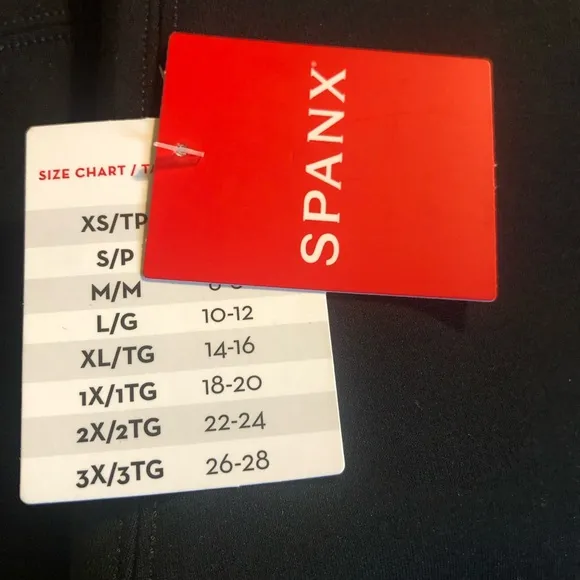 SPANX®
SIZE CHART /
XS/TP
S/P
M/M
L/G 10-12
XL/TG 14-16
1X/1TG 18-20
2X/2TG 22-24
3X/3TG 26-28